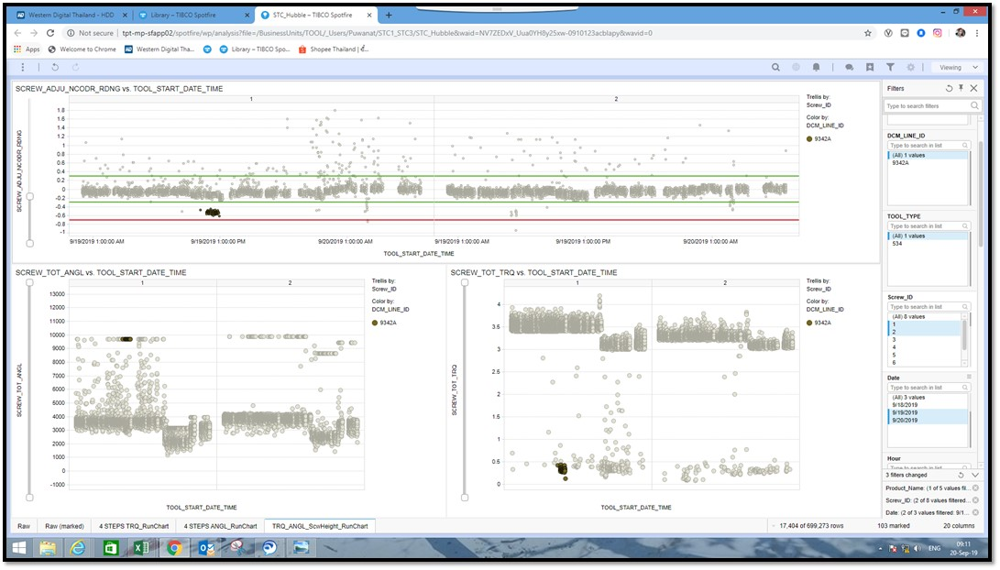 Western Digital Thailand - HDD
Library – TIBCO Spotfire
STC_Hubble – TIBCO Spotfire
Not secure
tpt-mp-sfapp02/spotfire/wp/analysis?file=/BusinessUnits/TOOL/_Users/Puwanat/STC1_STC3/STC_Hubble&waid=NV7ZEDxV_Uua0YH8y25xw-0910123acblapy&wavid=0
Apps
Welcome to Chrome
Western Digital Tha...
Library – TIBCO Spo...
Shopee Thailand |
Viewing
SCREW_ADJU_NCODR_RDNG vs. TOOL_START_DATE_TIME
1
2
SCREW_ADJU_NCODR_RDNG
1.8
1.6
1.4
1.2
1
0.8
0.6
0.4
0.2
0
-0.2
-0.4
-0.6
-0.8
-1
9/19/2019 1:00:00 AM
9/19/2019 1:00:00 PM
9/20/2019 1:00:00 AM
9/19/2019 1:00:00 AM
9/19/2019 1:00:00 PM
9/20/2019 1:00:00 AM
TOOL_START_DATE_TIME
Trellis by:
Screw_ID
Color by:
DCM_LINE_ID
9342A
SCREW_TOT_ANGL vs. TOOL_START_DATE_TIME
1
2
SCREW_TOT_ANGL
13000
12000
11000
10000
9000
8000
7000
6000
5000
4000
3000
2000
1000
0
-1000
TOOL_START_DATE_TIME
Trellis by:
Screw_ID
Color by:
DCM_LINE_ID
9342A
SCREW_TOT_TRQ vs. TOOL_START_DATE_TIME
1
2
SCREW_TOT_TRQ
4
3.5
3
2.5
2
1.5
1
0.5
0
TOOL_START_DATE_TIME
Trellis by:
Screw_ID
Color by:
DCM_LINE_ID
9342A
Filters
Type to search filters
DCM_LINE_ID
Type to search in list
(All) 1 values
9342A
TOOL_TYPE
Type to search in list
(All) 1 values
534
Screw_ID
Type to search in list
(All) 8 values
1
2
3
4
5
6
Date
Type to search in list
(All) 3 values
9/18/2019
9/19/2019
9/20/2019
Hour
Type to search in list
3 filters changed
Product_Name: (1 of 5 values fil...
Screw_ID: (2 of 8 values filtered...
Date: (2 of 3 values filtered: 9/1...
Raw
Raw (marked)
4 STEPS TRQ_RunChart
4 STEPS ANGL_RunChart
TRQ_ANGL_ScwHeight_RunChart
17,404 of 699,273 rows
103 marked
20 columns
ENG
09:11
20-Sep-19